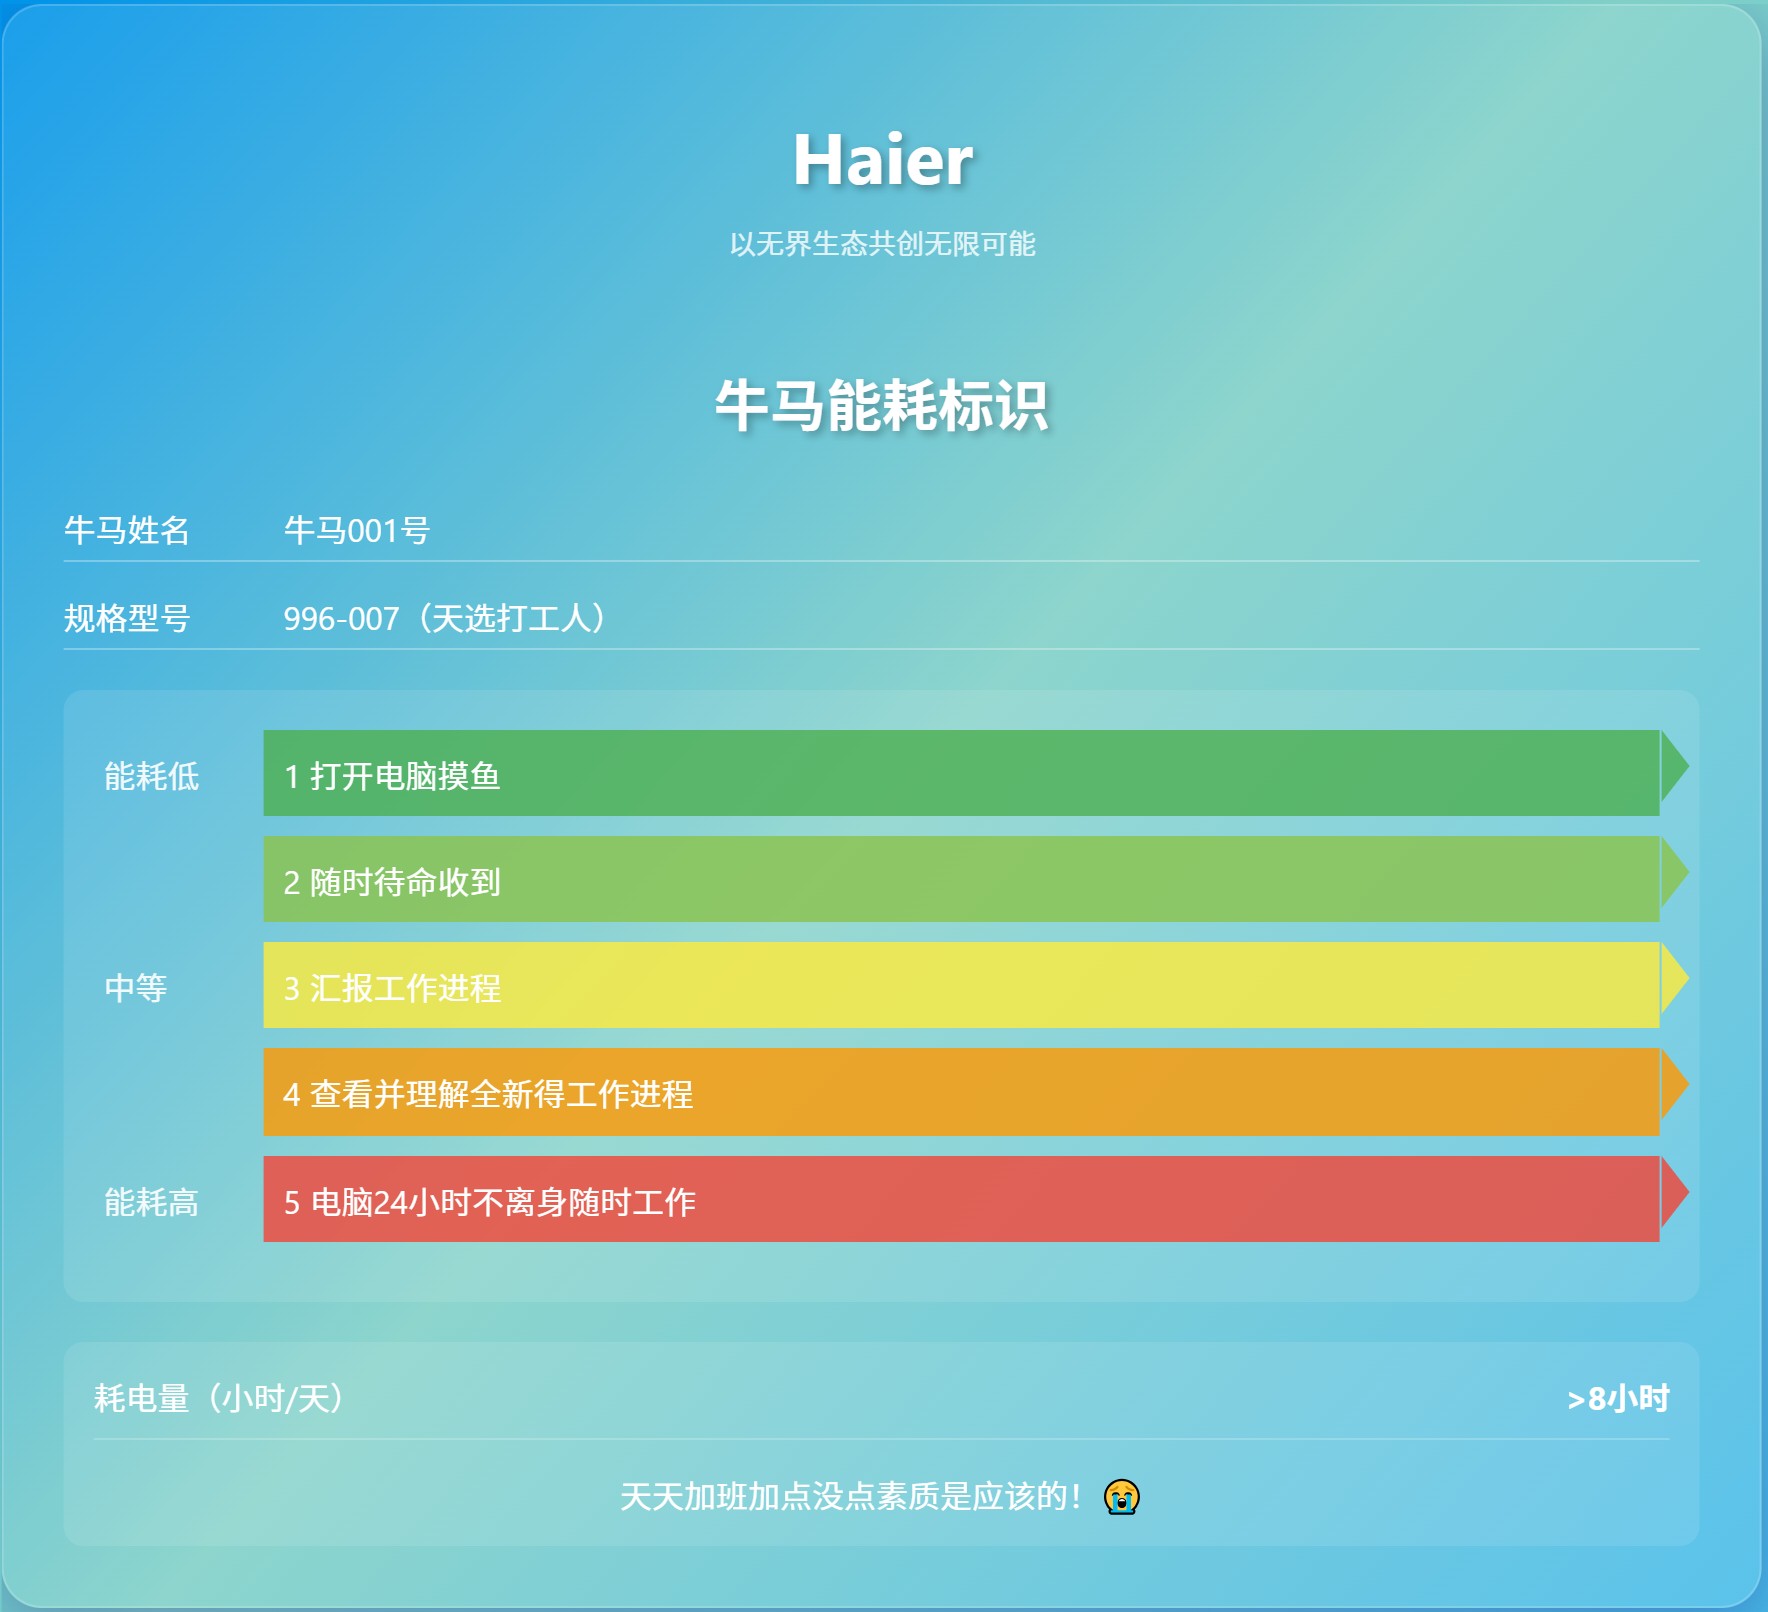 Haier
以无界生态共创无限可能
牛马能耗标识
牛马姓名 牛马001号
规格型号 996-007（天选打工人）
能耗低 1 打开电脑摸鱼
2 随时待命收到
中等 3 汇报工作进程
4 查看并理解全新得工作进程
能耗高 5 电脑24小时不离身随时工作
耗电量（小时/天） >8小时
天天加班加点没点素质是应该的！😭